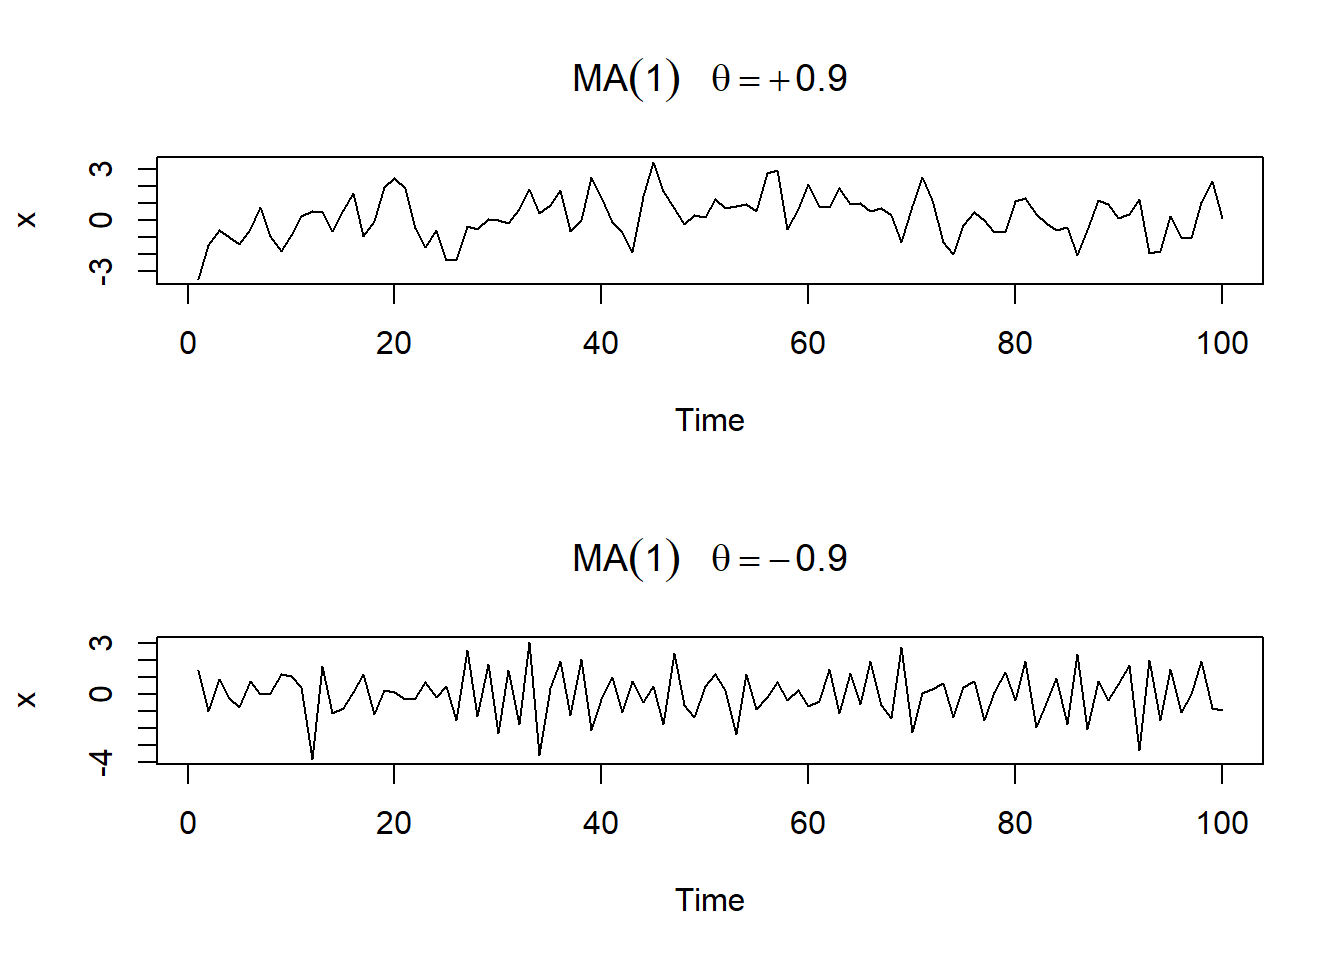 MA(1) θ = +0.9
x
3
0
-3
0 20 40 60 80 100
Time
MA(1) θ = −0.9
x
3
0
-4
0 20 40 60 80 100
Time